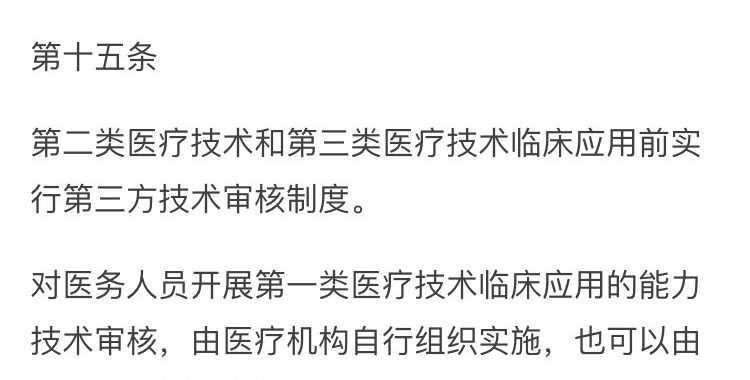 第十五条
第二类医疗技术和第三类医疗技术临床应用前实
行第三方技术审核制度。
对医务人员开展第一类医疗技术临床应用的能力
技术审核，由医疗机构自行组织实施，也可以由